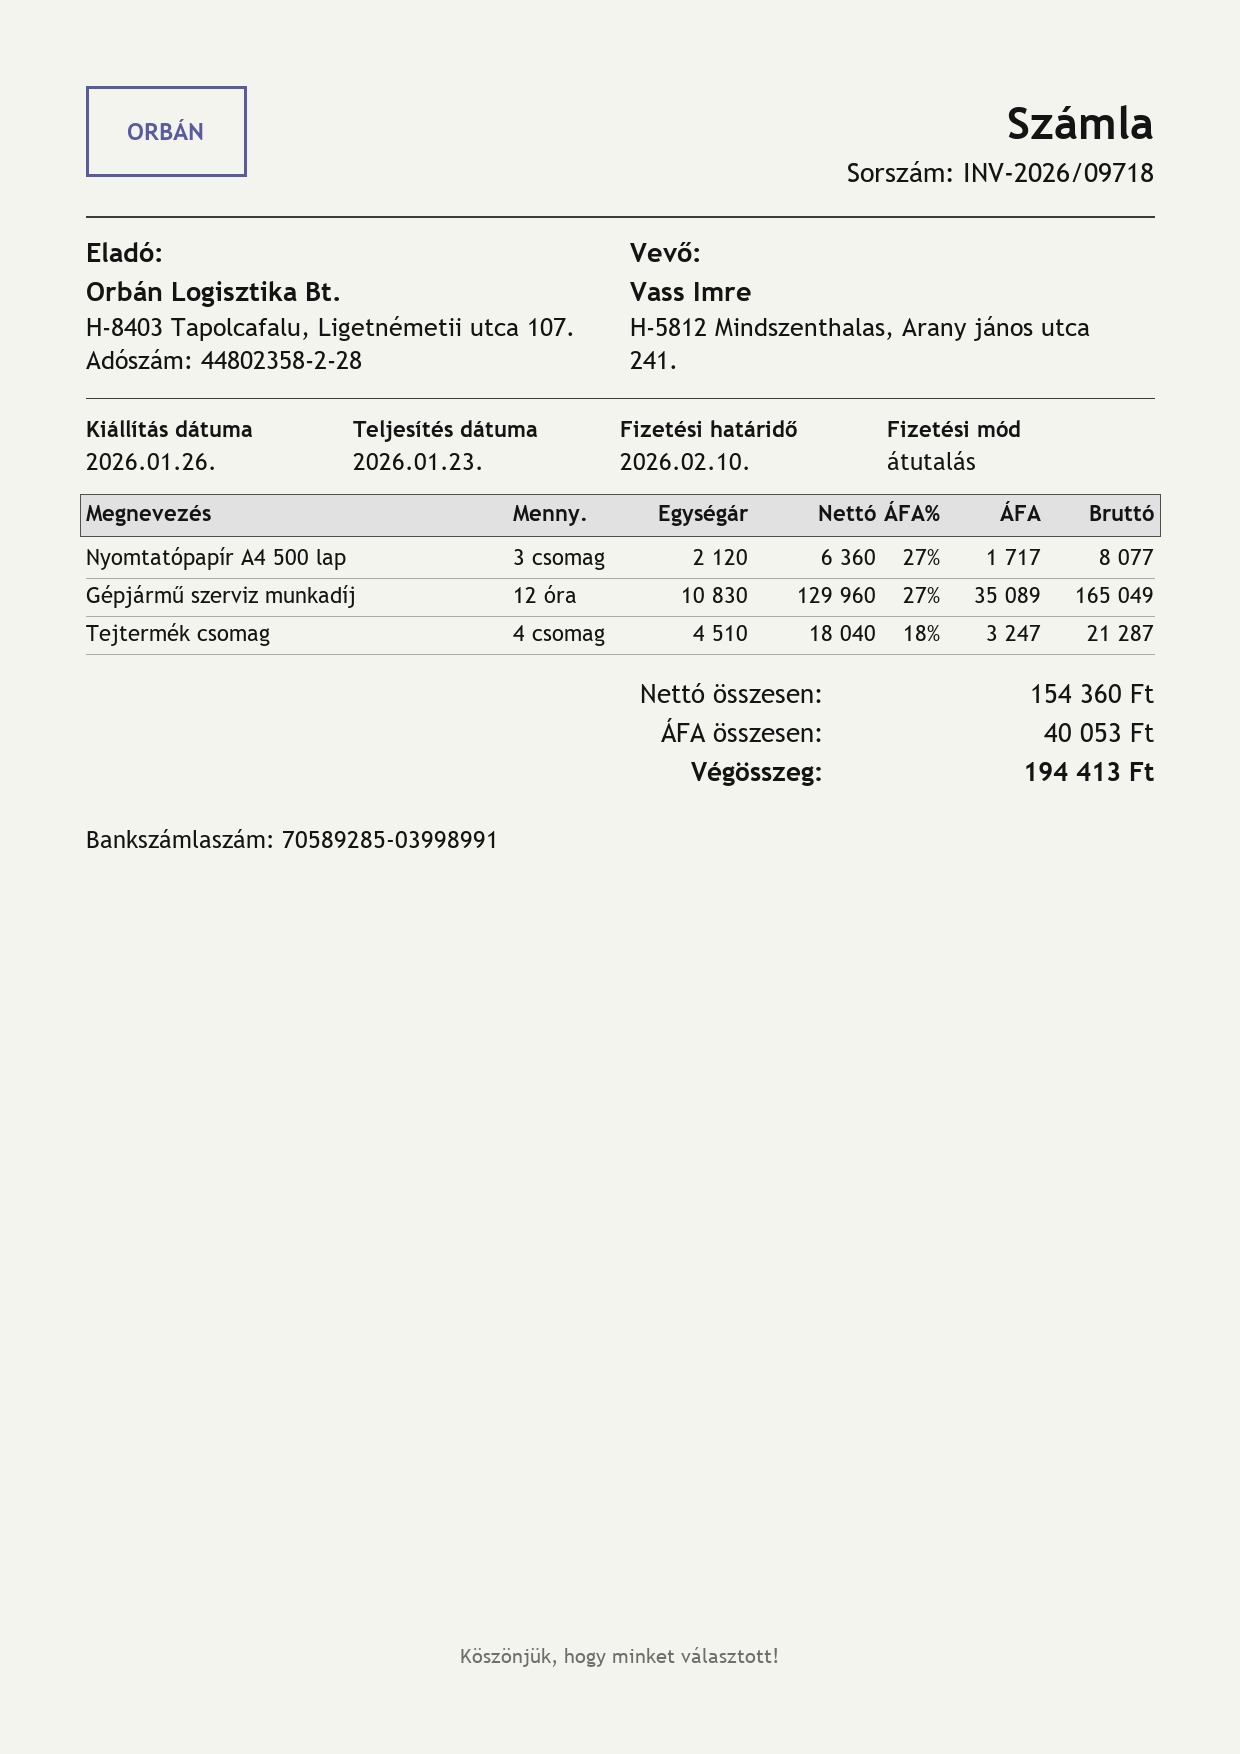 ORBÁN
Számla
Sorszám: INV-2026/09718
Eladó:
Orbán Logisztika Bt.
H-8403 Tapolcafalu, Ligetnémetii utca 107.
Adószám: 44802358-2-28
Vevő:
Vass Imre
H-5812 Mindszenthalas, Arany jános utca
241.
Kiállítás dátuma Teljesítés dátuma Fizetési határidő Fizetési mód
2026.01.26. 2026.01.23. 2026.02.10. átutalás
Megnevezés Menny. Egységár Nettó ÁFA% ÁFA Bruttó
Nyomtatópapír A4 500 lap 3 csomag 2 120 6 360 27% 1 717 8 077
Gépjármű szerviz munkadíj 12 óra 10 830 129 960 27% 35 089 165 049
Tejtermék csomag 4 csomag 4 510 18 040 18% 3 247 21 287
Nettó összesen: 154 360 Ft
ÁFA összesen: 40 053 Ft
Végösszeg: 194 413 Ft
Bankszámlaszám: 70589285-03998991
Köszönjük, hogy minket választott!